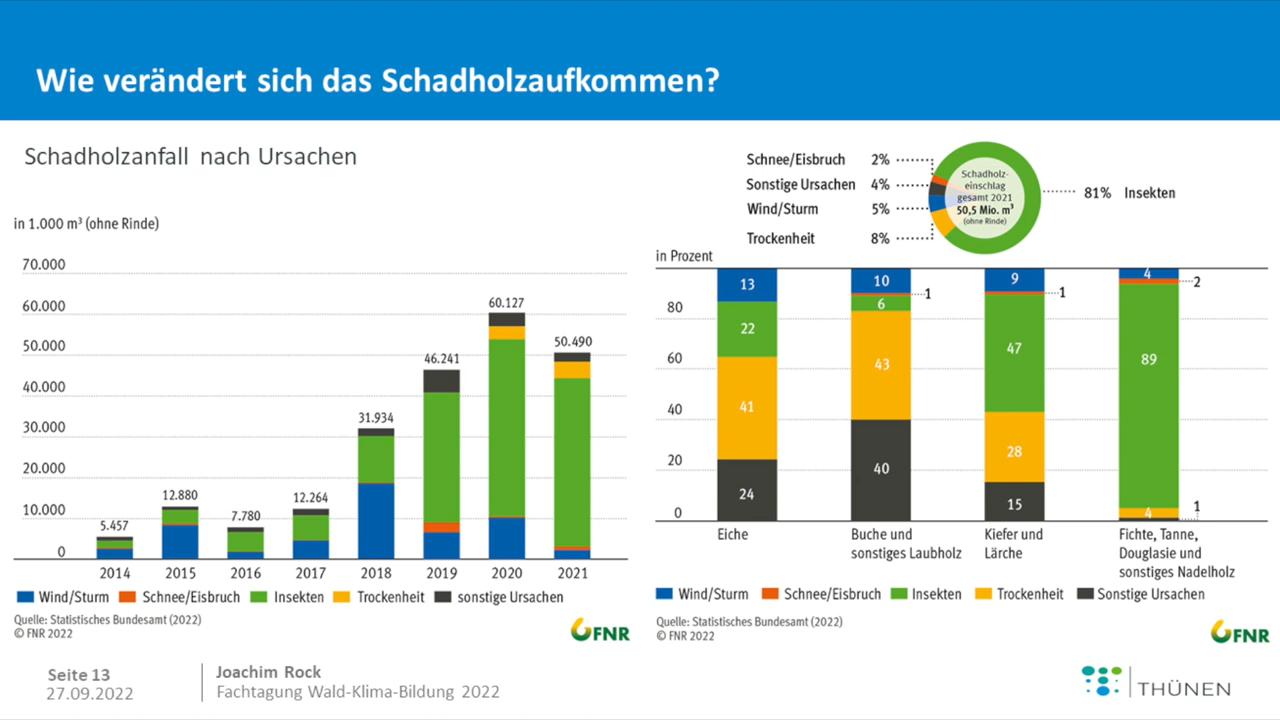 Wie verändert sich das Schadholzaufkommen?
Schadholzanfall nach Ursachen
in 1.000 m³ (ohne Rinde)
70.000
60.000
50.000
40.000
30.000
20.000
10.000
0
5.457
12.880
7.780
12.264
31.934
46.241
60.127
50.490
2014 2015 2016 2017 2018 2019 2020 2021
Wind/Sturm Schnee/Eisbruch Insekten Trockenheit sonstige Ursachen
Quelle: Statistisches Bundesamt (2022)
© FNR 2022
FNR
Schnee/Eisbruch 2%
Sonstige Ursachen 4%
Wind/Sturm 5%
Trockenheit 8%
Schadholz-
einschlag
gesamt 2021
50,5 Mio. m³
(ohne Rinde)
81% Insekten
in Prozent
80
60
40
20
0
13
22
41
24
10
1
6
43
40
9
1
47
28
15
4
2
89
4
1
Eiche
Buche und
sonstiges Laubholz
Kiefer und
Lärche
Fichte, Tanne,
Douglasie und
sonstiges Nadelholz
Wind/Sturm Schnee/Eisbruch Insekten Trockenheit Sonstige Ursachen
Quelle: Statistisches Bundesamt (2022)
© FNR 2022
FNR
Seite 13
27.09.2022
Joachim Rock
Fachtagung Wald-Klima-Bildung 2022
THÜNEN